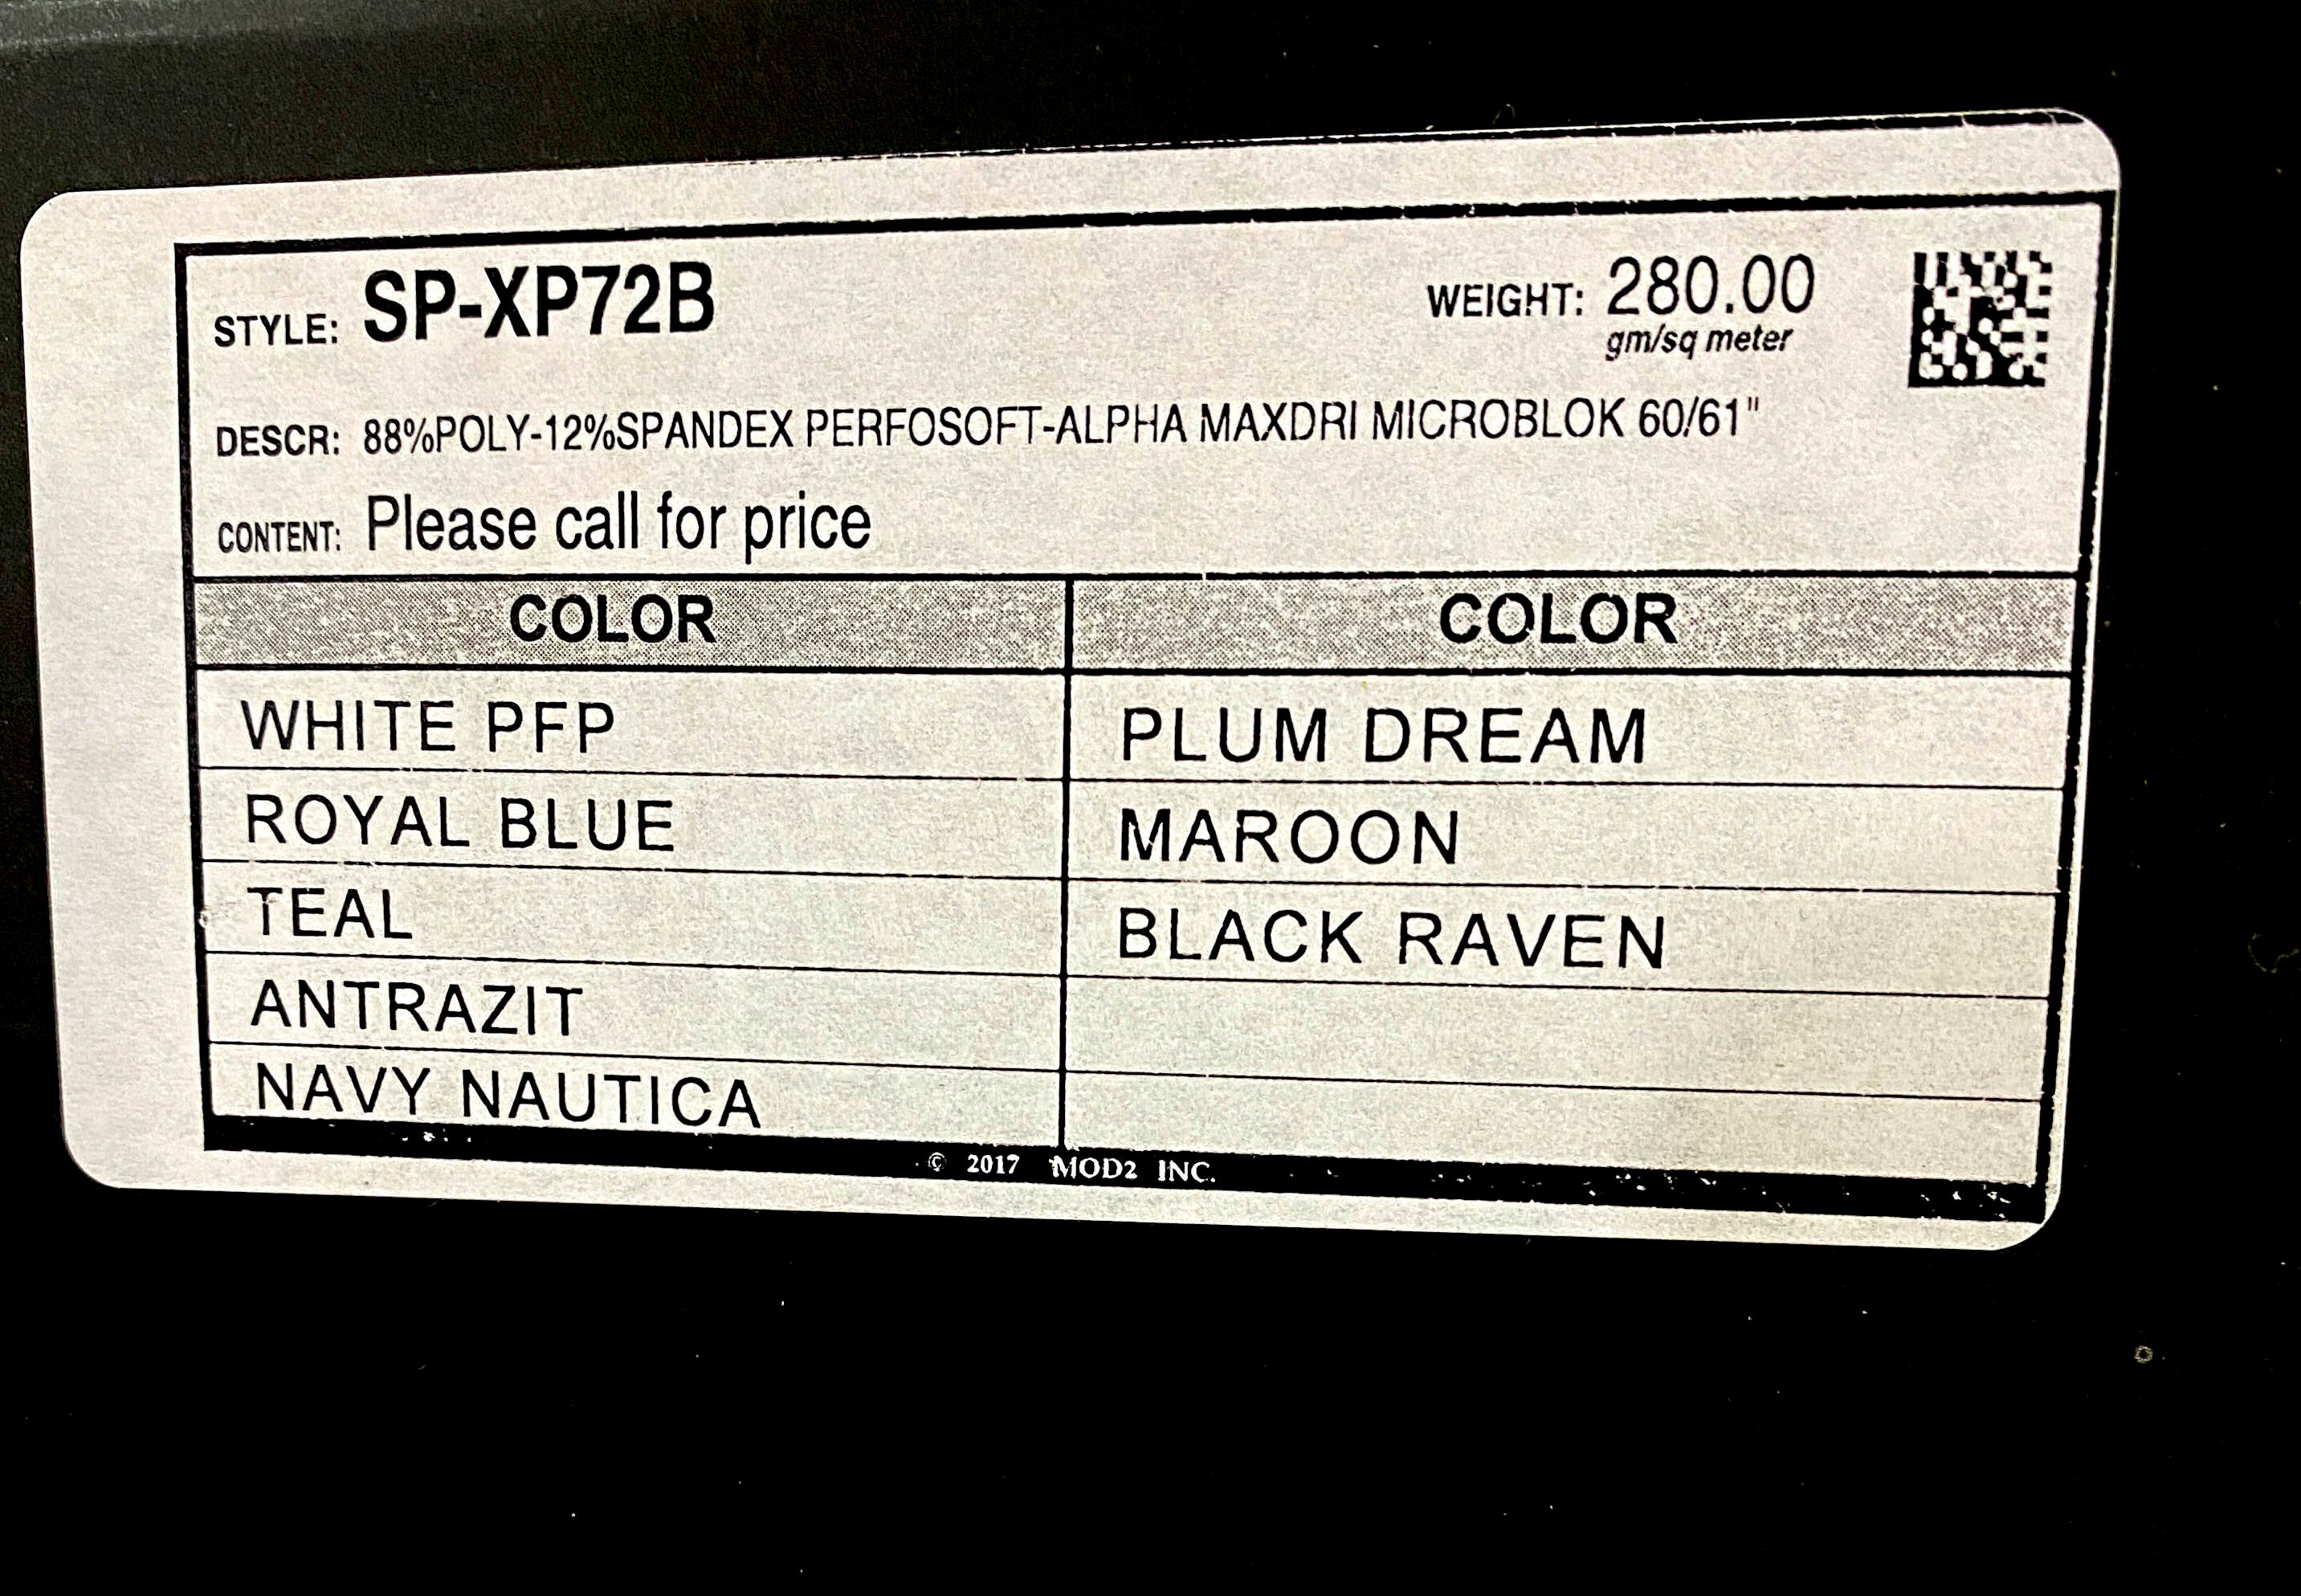 STYLE: SP-XP72B
WEIGHT: 280.00
gm/sq meter
DESCR: 88%POLY-12%SPANDEX PERFOSOFT-ALPHA MAXDRI MICROBLOK 60/61"
CONTENT: Please call for price
COLOR COLOR
WHITE PFP PLUM DREAM
ROYAL BLUE MAROON
TEAL BLACK RAVEN
ANTRAZIT
NAVY NAUTICA
© 2017 MOD2 INC.